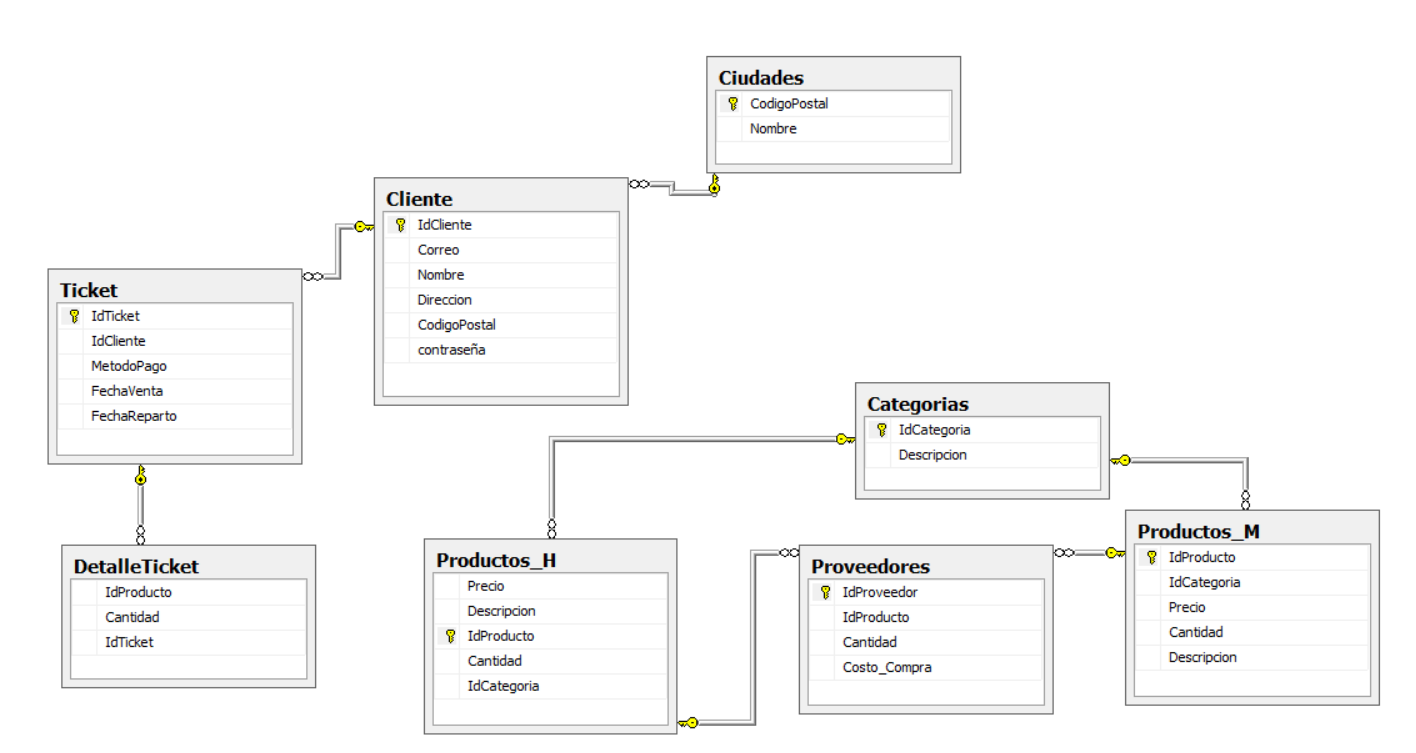 Ciudades
CodigoPostal
Nombre
Cliente
IdCliente
Correo
Nombre
Direccion
CodigoPostal
contraseña
Ticket
IdTicket
IdCliente
MetodoPago
FechaVenta
FechaReparto
Categorias
IdCategoria
Descripcion
DetalleTicket
IdProducto
Cantidad
IdTicket
Productos_H
Precio
Descripcion
IdProducto
Cantidad
IdCategoria
Proveedores
IdProveedor
IdProducto
Cantidad
Costo_Compra
Productos_M
IdProducto
IdCategoria
Precio
Cantidad
Descripcion